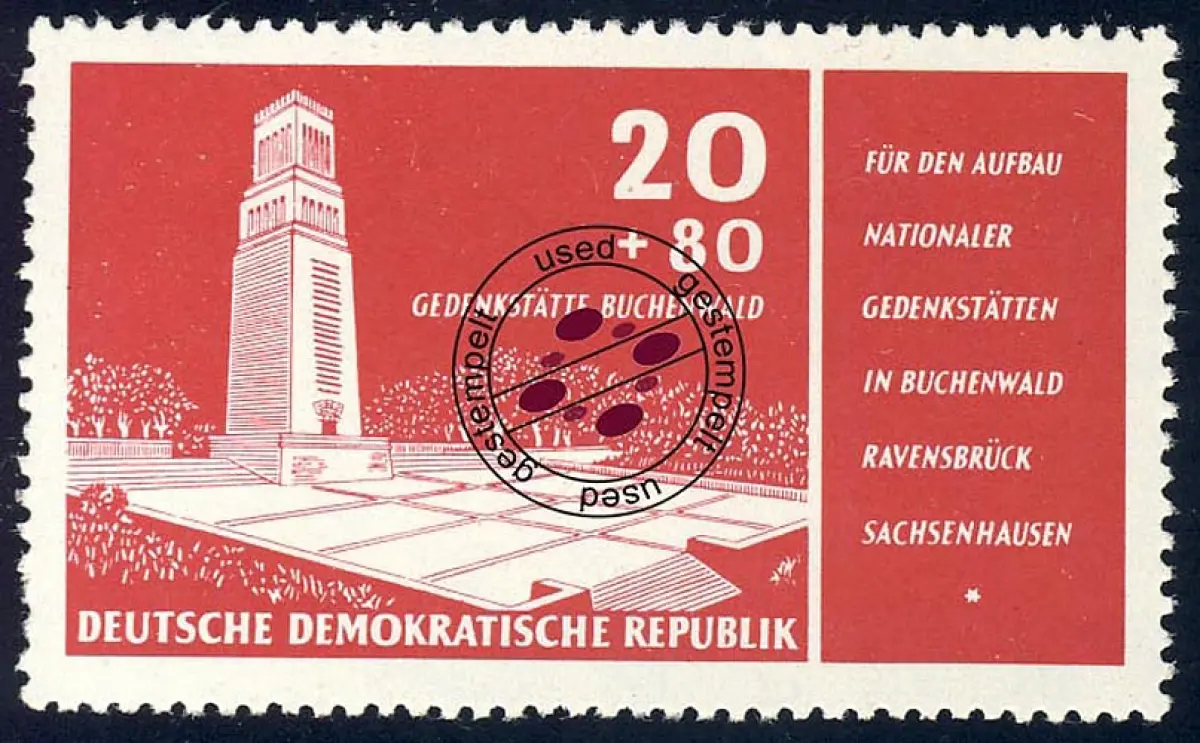 20
+ 80
GEDENKSTÄTTE BUCHENWALD
used
gestempelt
used
gestempelt
DEUTSCHE DEMOKRATISCHE REPUBLIK
FÜR DEN AUFBAU
NATIONALER
GEDENKSTÄTTEN
IN BUCHENWALD
RAVENSBRÜCK
SACHSENHAUSEN
*